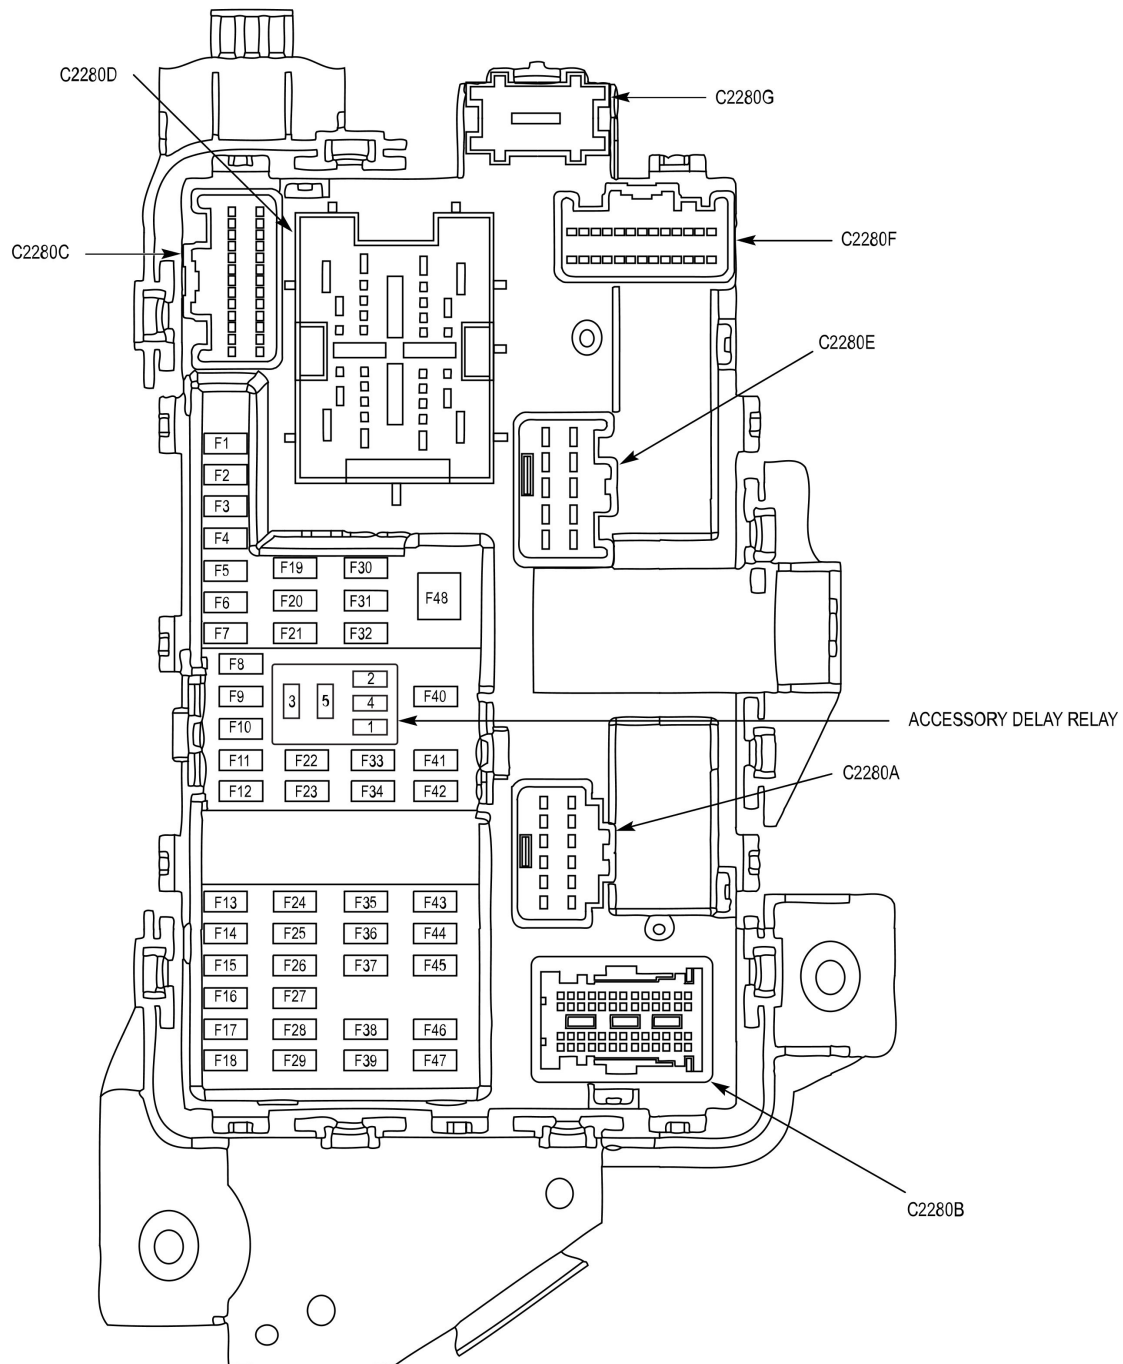 C2280D
C2280G
C2280C
C2280F
C2280E
F1
F2
F3
F4
F5 F19 F30
F6 F20 F31 F48
F7 F21 F32
F8 2
F9 3 5 4 F40
F10 1 ACCESSORY DELAY RELAY
F11 F22 F33 F41
C2280A
F12 F23 F34 F42
F13 F24 F35 F43
F14 F25 F36 F44
F15 F26 F37 F45
F16 F27
F17 F28 F38 F46
F18 F29 F39 F47
C2280B